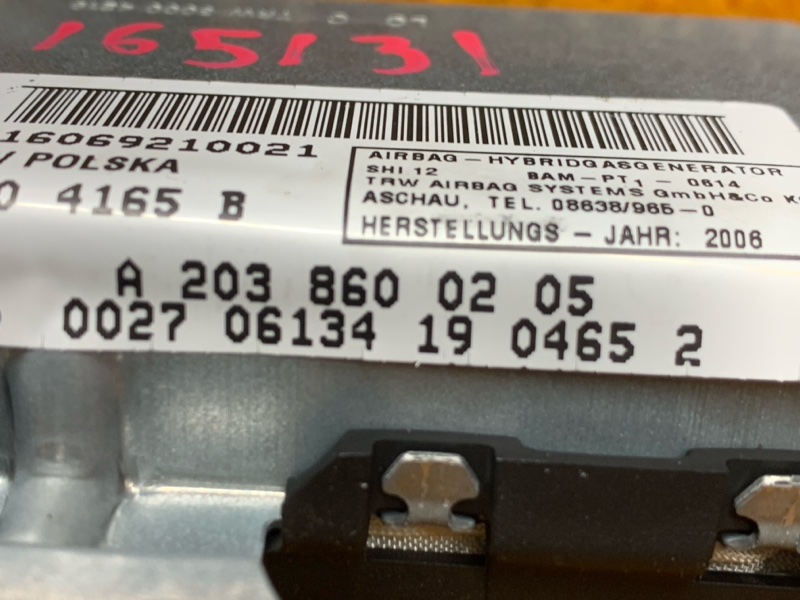 165131
16069210021
/ POLSKA
0 4165 B
AIRBAG - HYBRIDGASGENERATOR
SHI 12 BAM - PT1 - 0614
TRW AIRBAG SYSTEMS GmbH&Co K
ASCHAU, TEL. 08638/965-0
HERSTELLUNGS - JAHR: 2006
A 203 860 02 05
0027 06134 19 0465 2